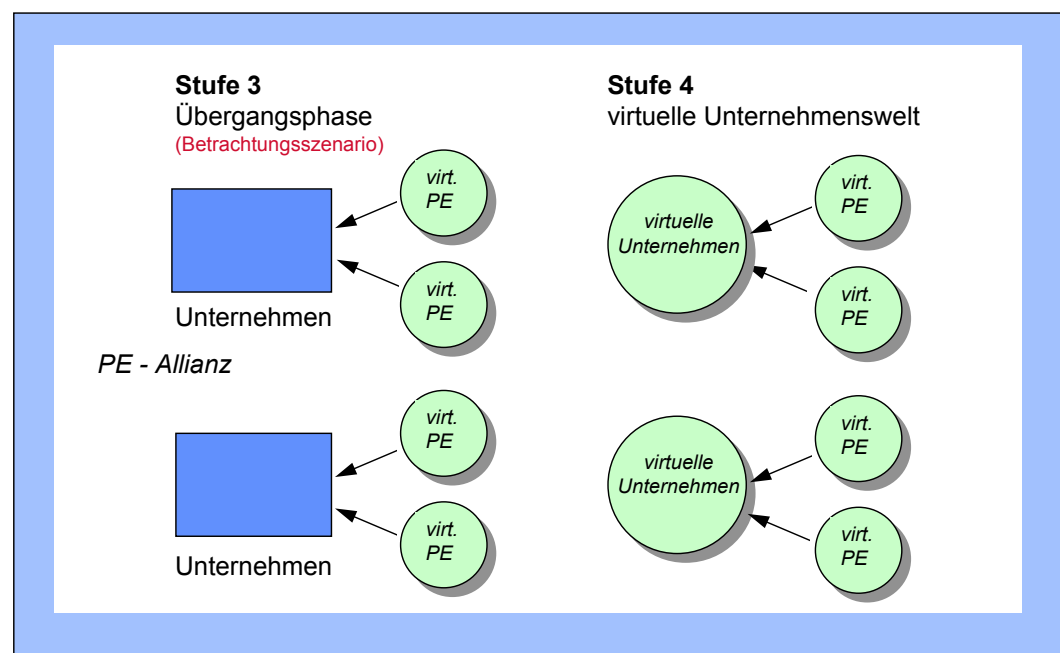 Stufe 3
Übergangsphase
(Betrachtungsszenario)
virt.
PE
virt.
PE
Unternehmen
PE - Allianz
virt.
PE
virt.
PE
Unternehmen
Stufe 4
virtuelle Unternehmenswelt
virtuelle
Unternehmen
virt.
PE
virt.
PE
virtuelle
Unternehmen
virt.
PE
virt.
PE